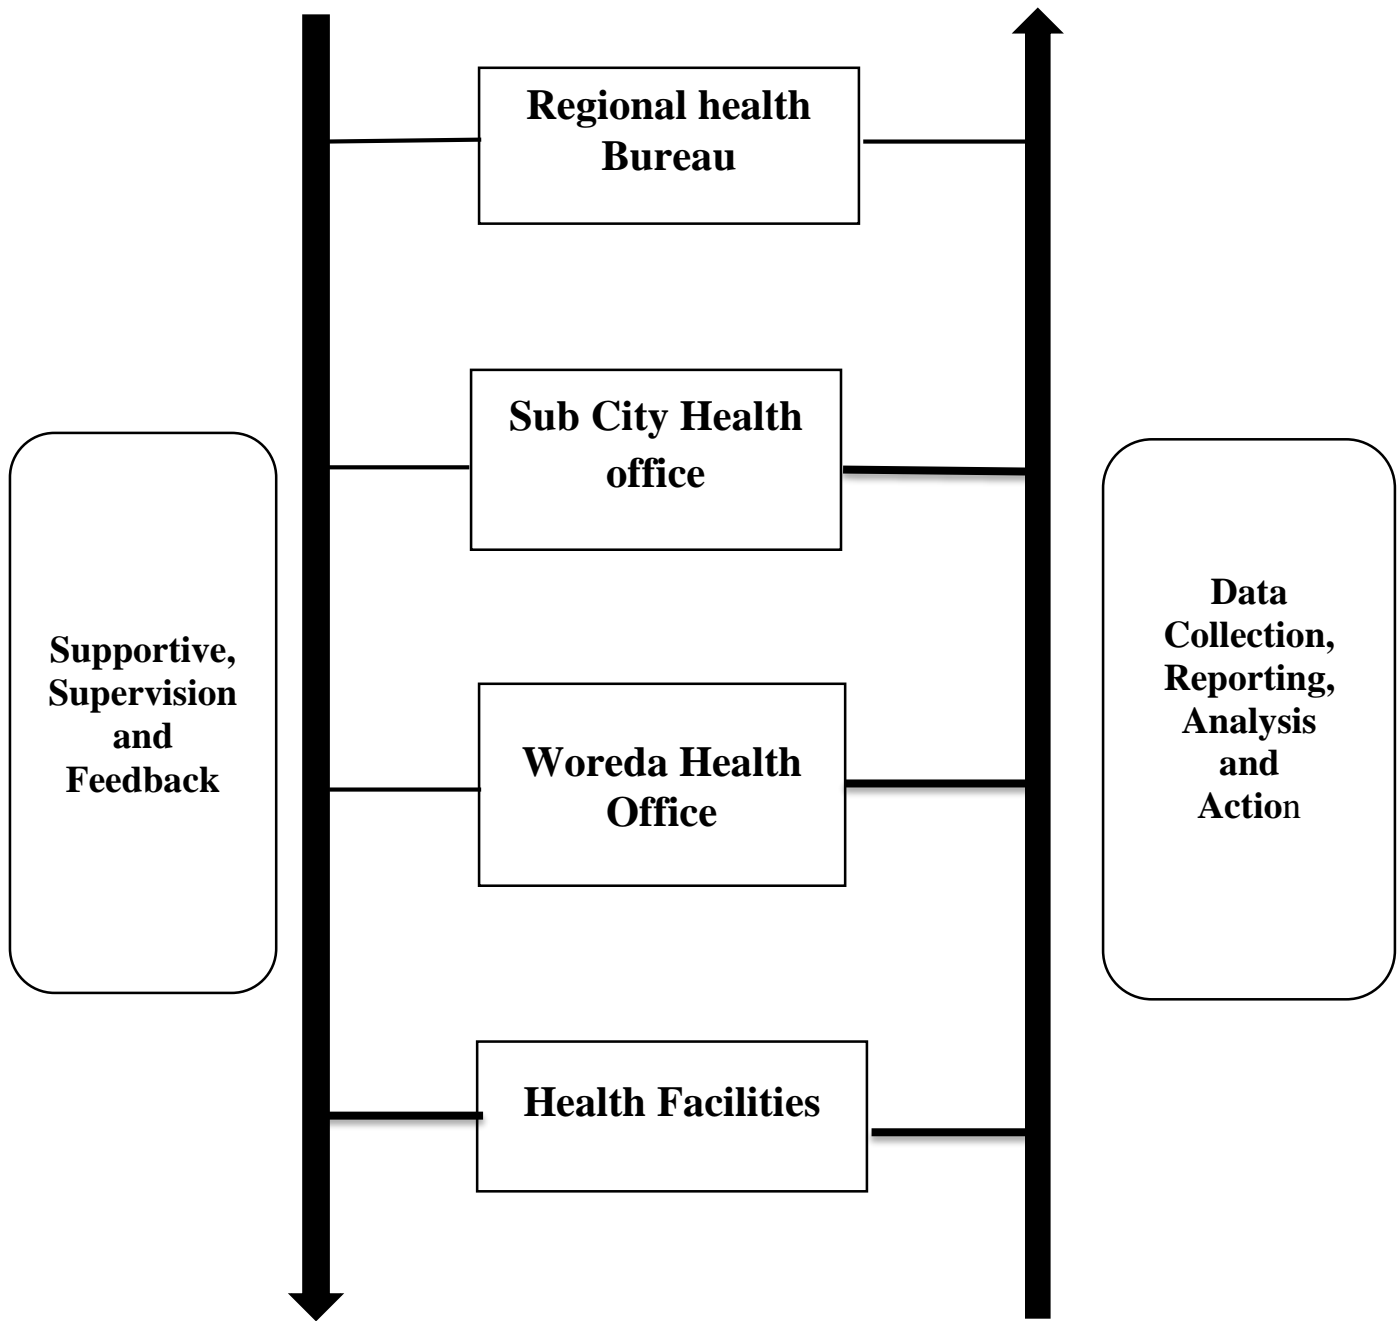 Regional health
Bureau
Sub City Health
office
Supportive,
Supervision
and
Feedback
Data
Collection,
Reporting,
Analysis
and
Action
Woreda Health
Office
Health Facilities